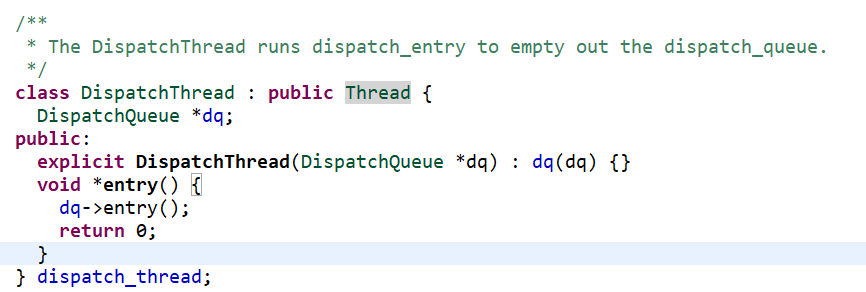 /**
 * The DispatchThread runs dispatch_entry to empty out the dispatch_queue.
 */
class DispatchThread : public Thread {
  DispatchQueue *dq;
public:
  explicit DispatchThread(DispatchQueue *dq) : dq(dq) {}
  void *entry() {
    dq->entry();
    return 0;
  }
} dispatch_thread;